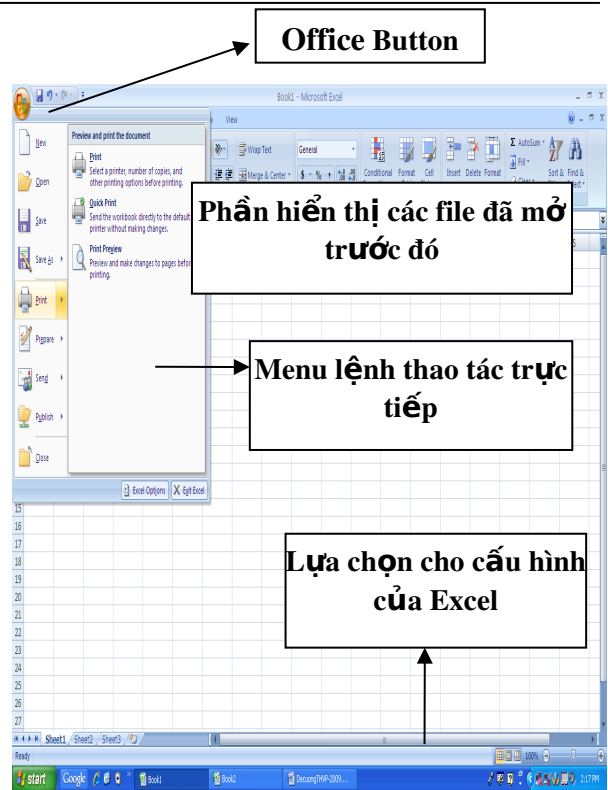 Office Button
Book1 - Microsoft Excel
View
New
Open
Save
Save As
Print
Prepare
Send
Publish
Close
Preview and print the document
Print
Select a printer, number of copies, and
other printing options before printing.
Quick Print
Send the workbook directly to the default
printer without making changes.
Print Preview
Preview and make changes to pages before
printing.
Excel Options
Exit Excel
Wrap Text
Merge & Center
General
$ - % ,
Conditional Format Cell
Insert Delete Format
Σ AutoSum
Fill
Sort & Find &
Phần hiển thị các file đã mở
trước đó
S
Menu lệnh thao tác trực
tiếp
Lựa chọn cho cấu hình
của Excel
15
16
17
18
19
20
21
22
23
24
25
26
27
Sheet1 Sheet2 Sheet3
Ready
100%
start
Google
Book1
Book2
DecuongTHVP-2009....
2:17 PM